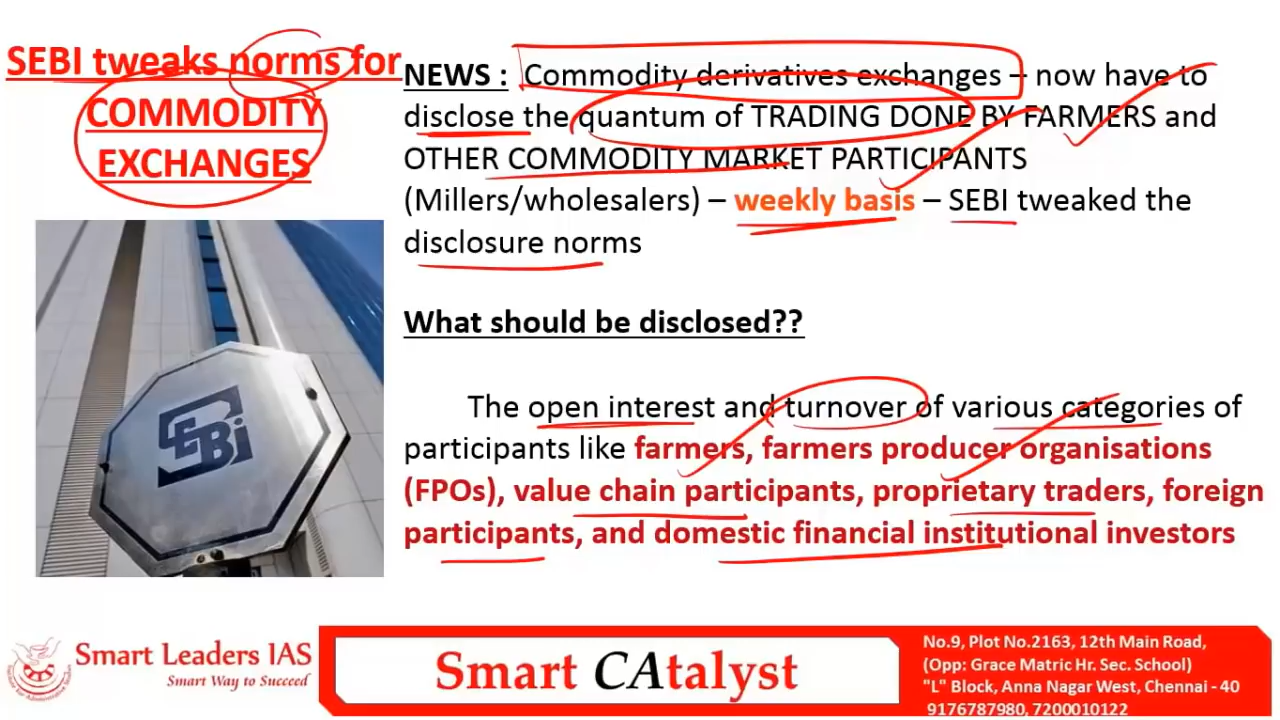 SEBI tweaks norms for
COMMODITY
EXCHANGES
NEWS : Commodity derivatives exchanges – now have to
disclose the quantum of TRADING DONE BY FARMERS and
OTHER COMMODITY MARKET PARTICIPANTS
(Millers/wholesalers) – weekly basis – SEBI tweaked the
disclosure norms
What should be disclosed??
The open interest and turnover of various categories of
participants like farmers, farmers producer organisations
(FPOs), value chain participants, proprietary traders, foreign
participants, and domestic financial institutional investors
SEBI
Smart Leaders IAS
Smart Way to Succeed
Smart CAtalyst
No.9, Plot No.2163, 12th Main Road,
(Opp: Grace Matric Hr. Sec. School)
"L" Block, Anna Nagar West, Chennai - 40
9176787980, 7200010122